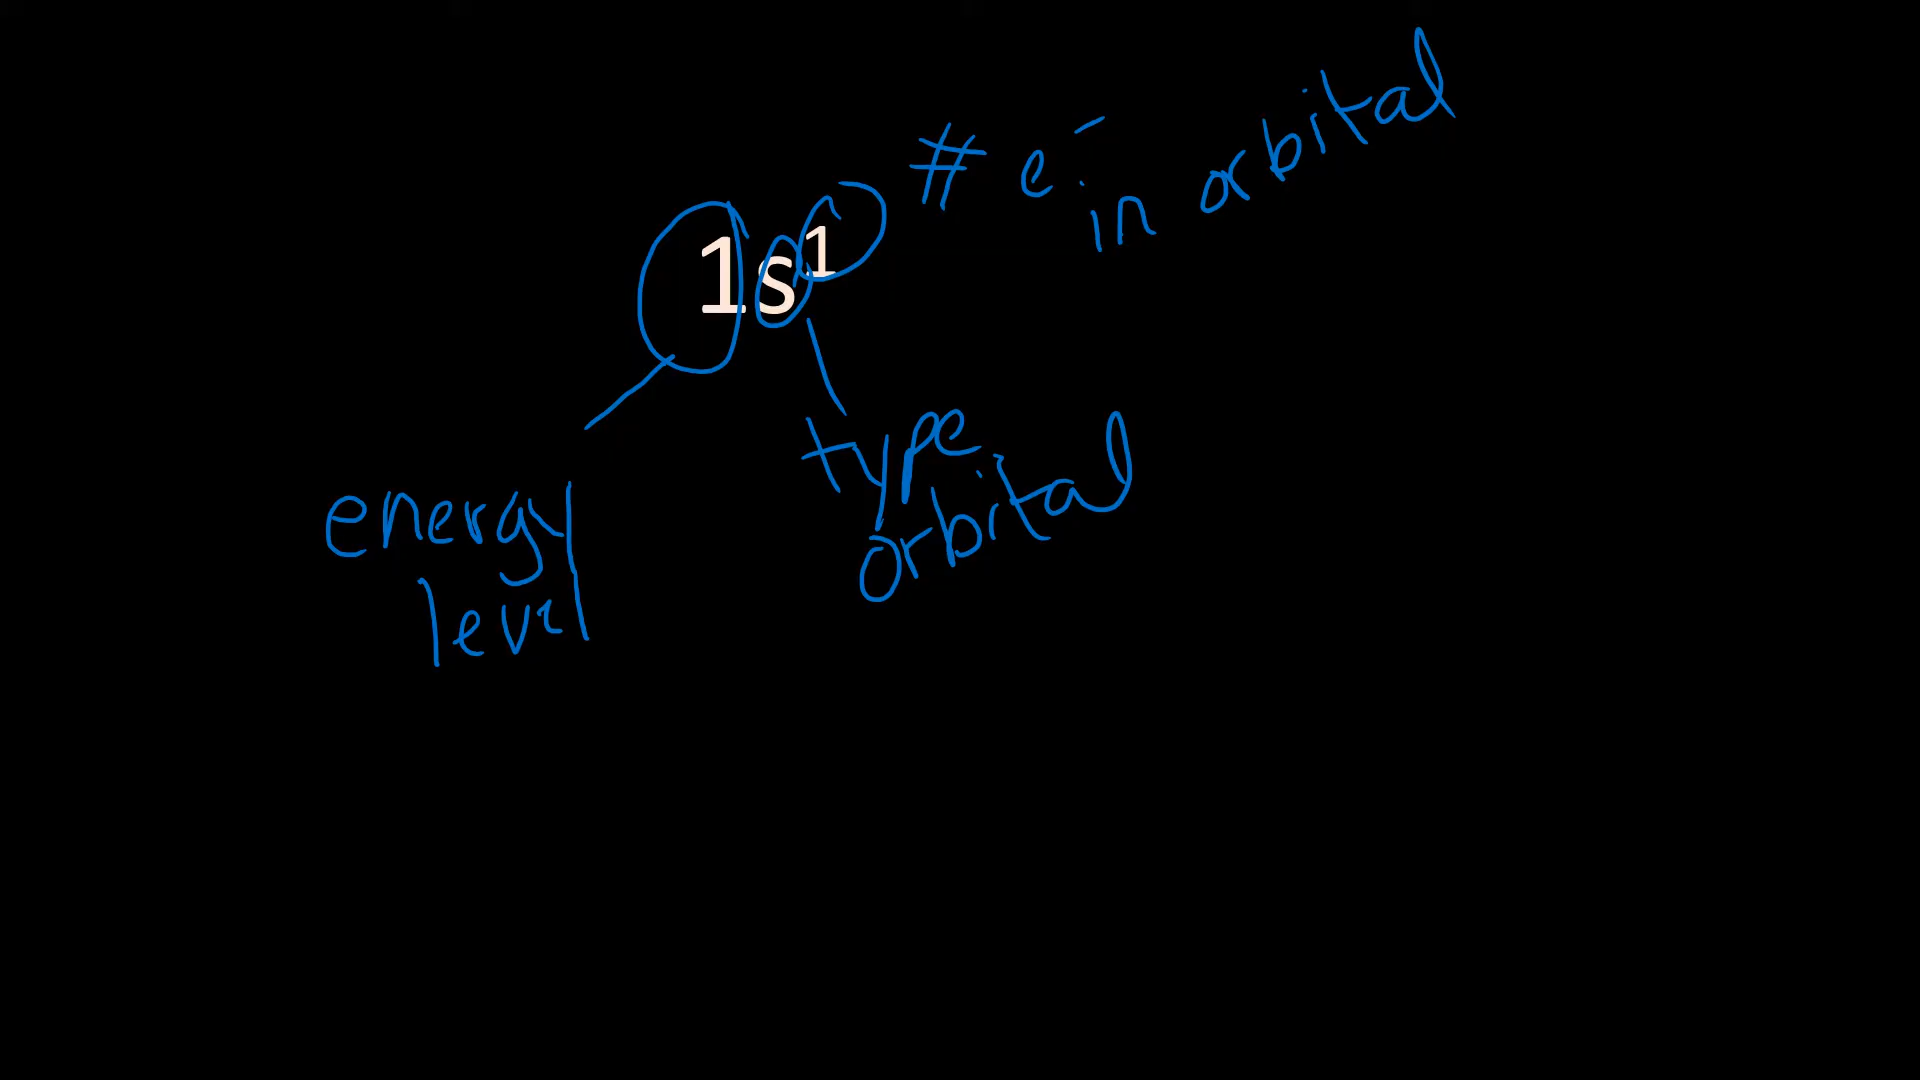 # e⁻
in orbital
1s¹
type
orbital
energy
level